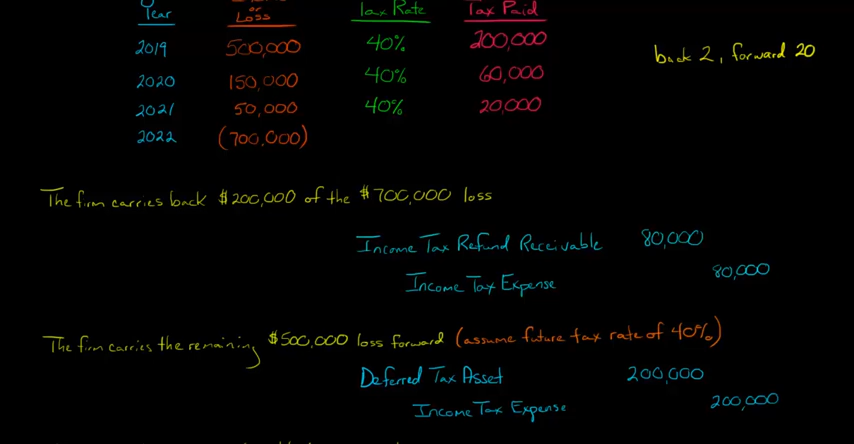 or
Year Loss Tax Rate Tax Paid
2019 500,000 40% 200,000
back 2, forward 20
2020 150,000 40% 60,000
2021 50,000 40% 20,000
2022 (700,000)
The firm carries back $200,000 of the $700,000 loss
Income Tax Refund Receivable 80,000
Income Tax Expense 80,000
The firm carries the remaining $500,000 loss forward (assume future tax rate of 40%)
Deferred Tax Asset 200,000
Income Tax Expense 200,000